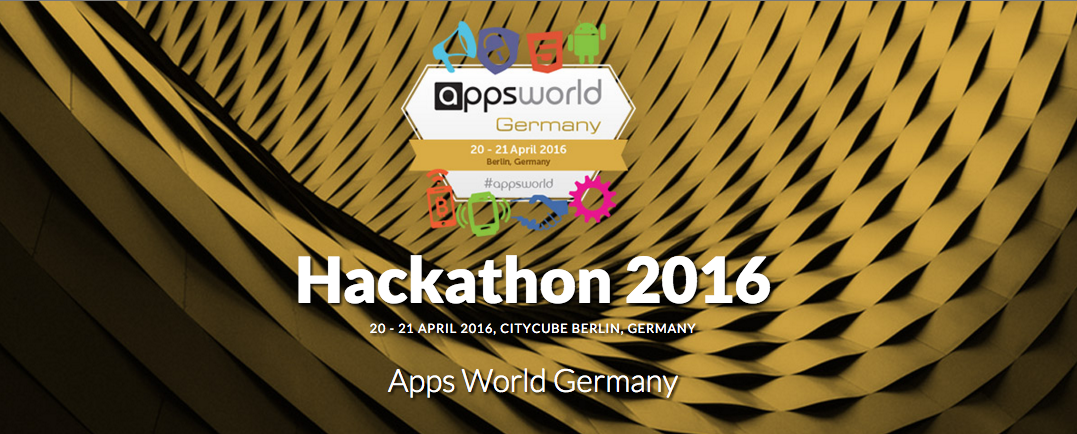 appsworld
Germany
20 - 21 April 2016
Berlin, Germany
#appsworld
Hackathon 2016
20 - 21 APRIL 2016, CITYCUBE BERLIN, GERMANY
Apps World Germany